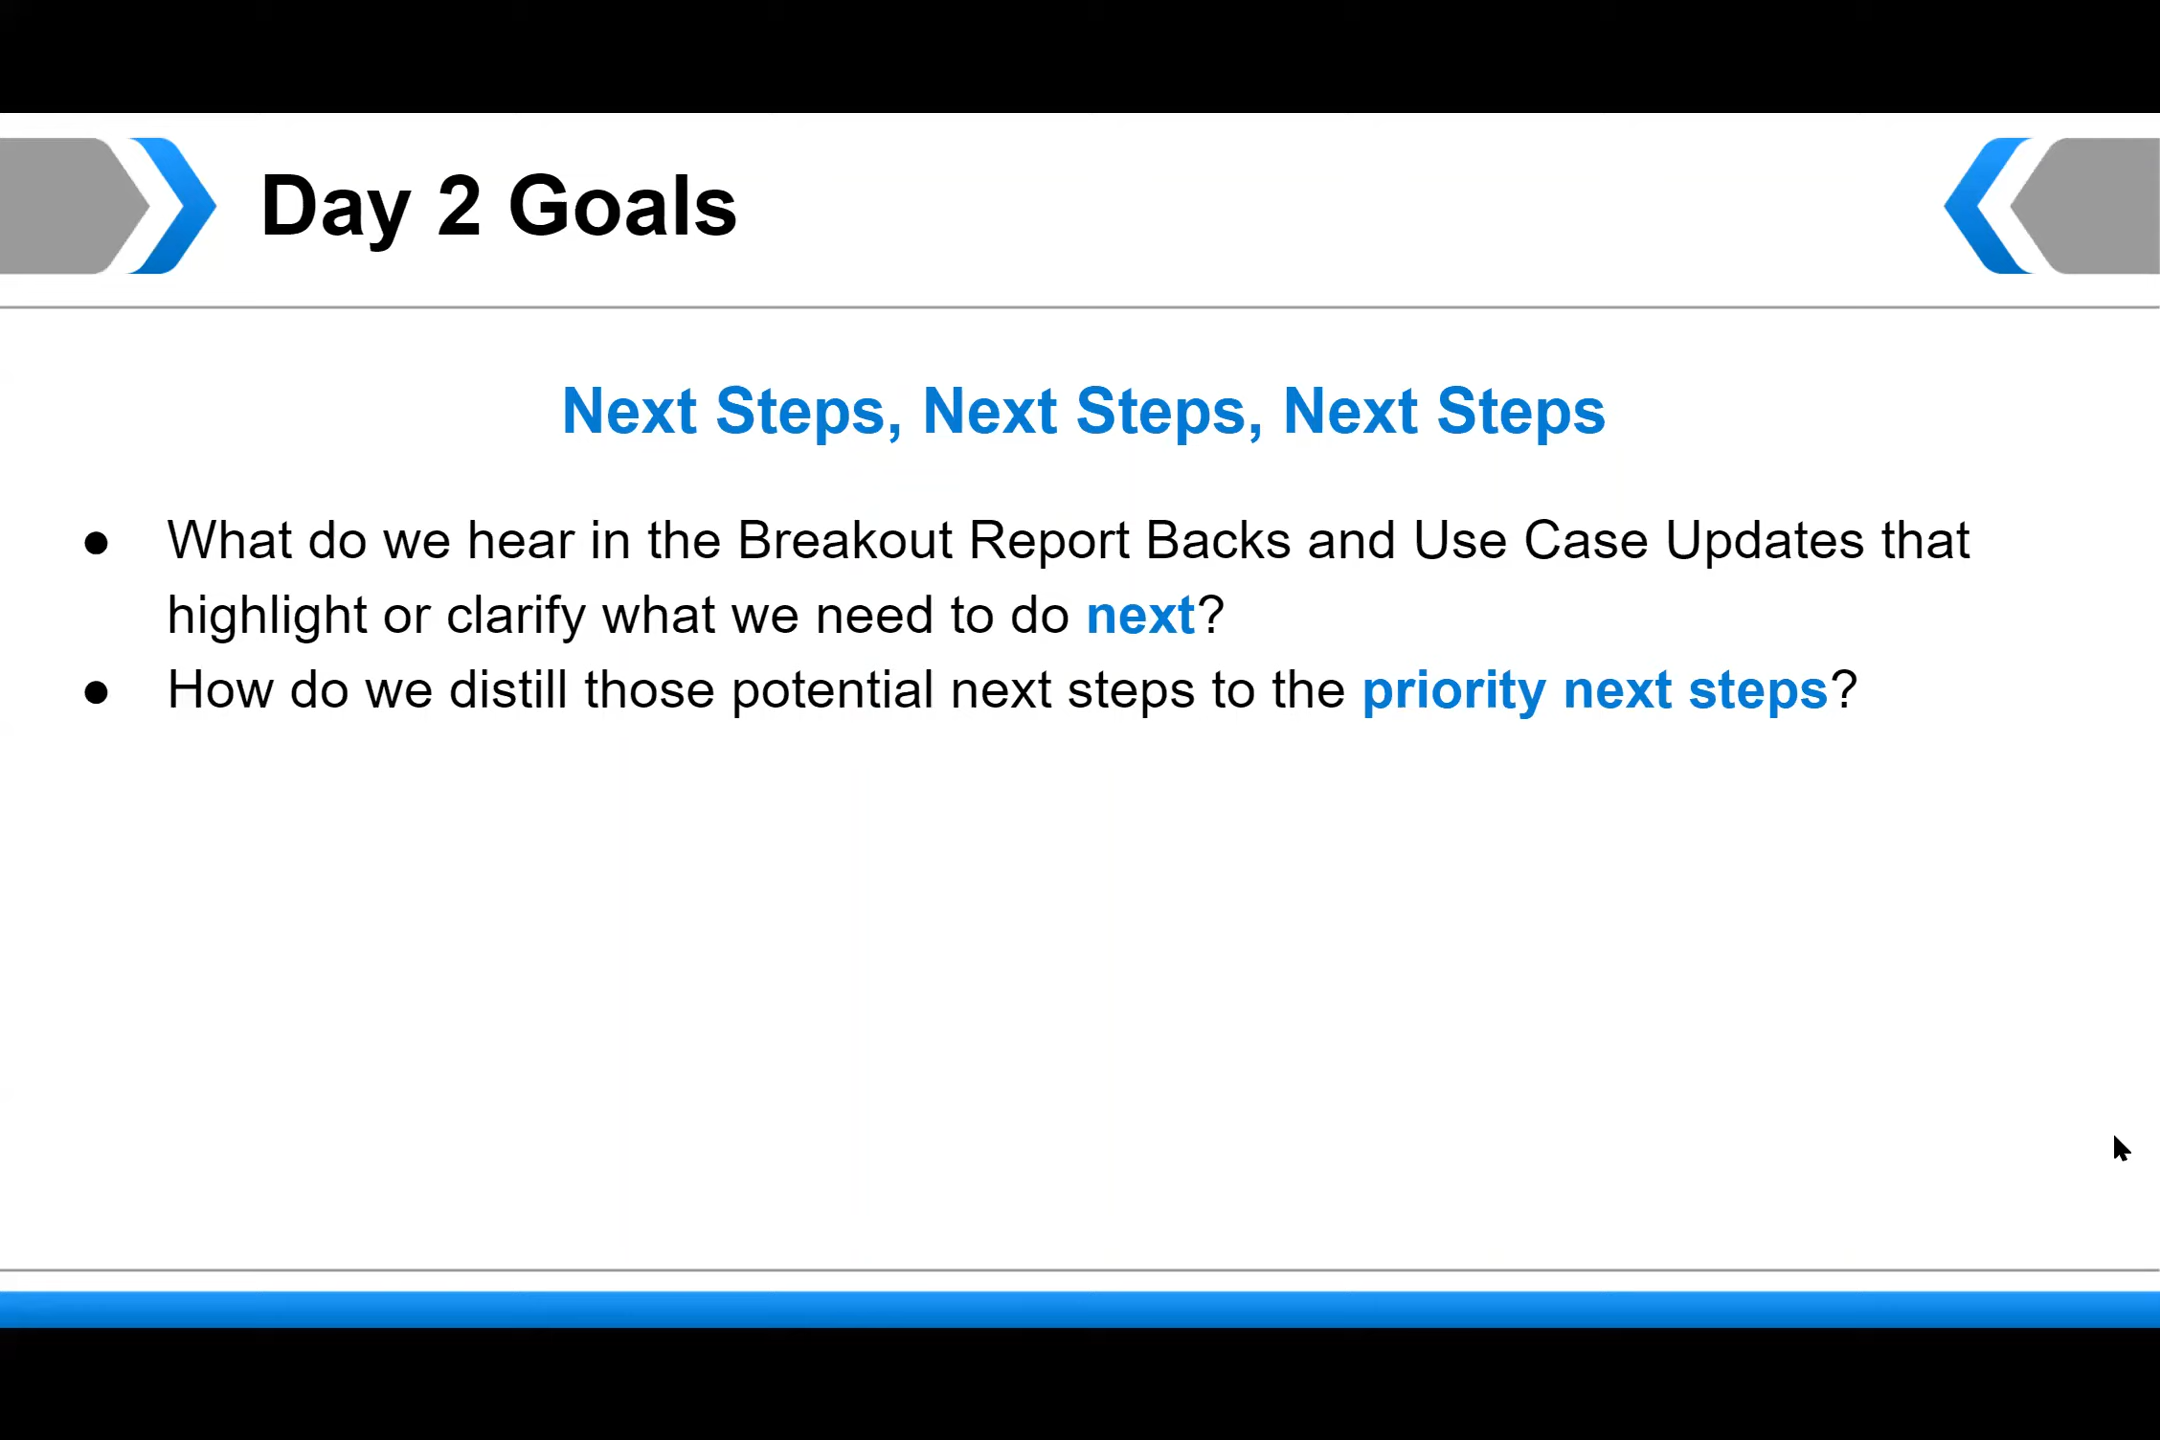 Day 2 Goals
Next Steps, Next Steps, Next Steps
● What do we hear in the Breakout Report Backs and Use Case Updates that
highlight or clarify what we need to do next?
● How do we distill those potential next steps to the priority next steps?